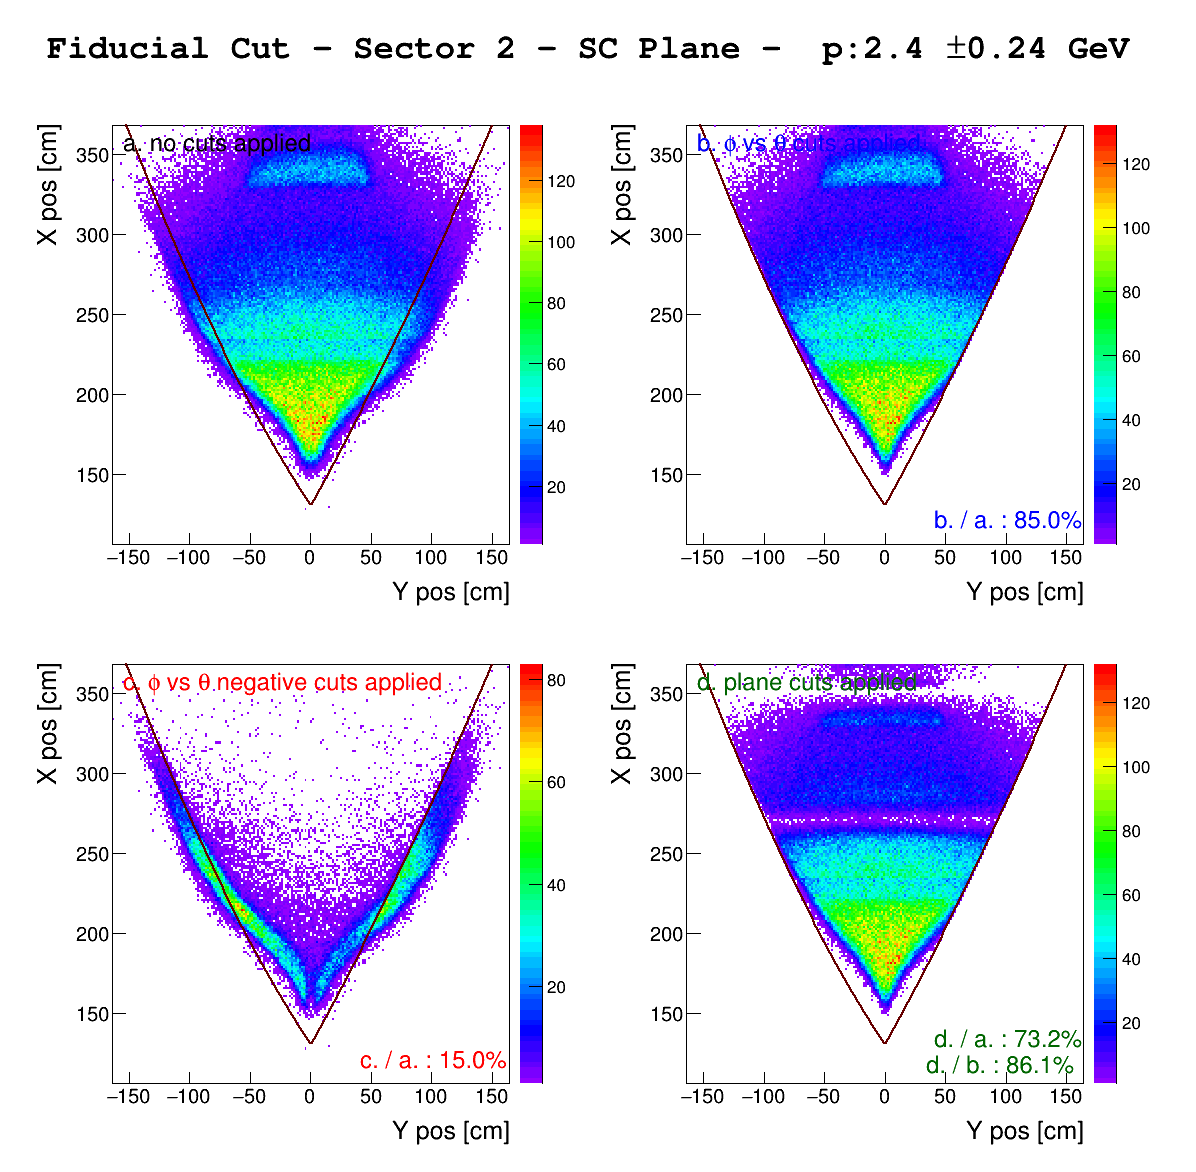 Fiducial Cut – Sector 2 – SC Plane – p:2.4 ±0.24 GeV
a. no cuts applied
X pos [cm]
350
300
250
200
150
−150 −100 −50 0 50 100 150
Y pos [cm]
120
100
80
60
40
20
b. ϕ vs θ cuts applied
X pos [cm]
350
300
250
200
150
b. / a. : 85.0%
−150 −100 −50 0 50 100 150
Y pos [cm]
120
100
80
60
40
20
c. ϕ vs θ negative cuts applied
X pos [cm]
350
300
250
200
150
c. / a. : 15.0%
−150 −100 −50 0 50 100 150
Y pos [cm]
80
60
40
20
d. plane cuts applied
X pos [cm]
350
300
250
200
150
d. / a. : 73.2%
d. / b. : 86.1%
−150 −100 −50 0 50 100 150
Y pos [cm]
120
100
80
60
40
20